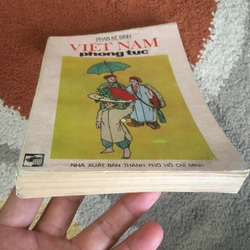 PHAN KẾ BÍNH
VIỆT NAM
phong tục
NHÀ XUẤT BẢN THÀNH PHỐ HỒ CHÍ MINH